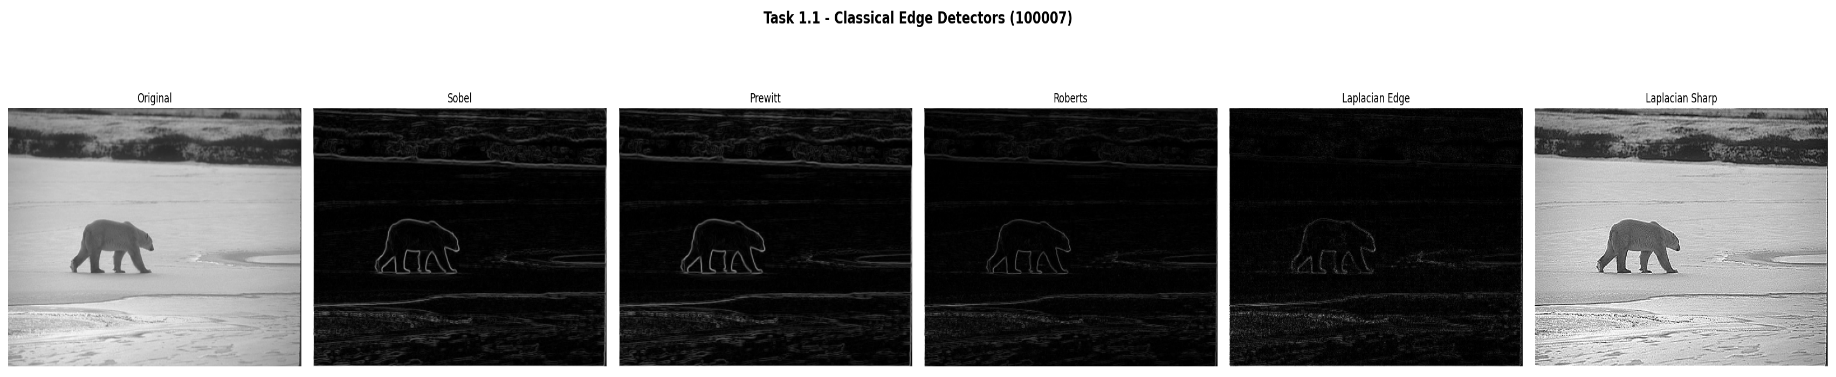 Task 1.1 - Classical Edge Detectors (100007)
Original
Sobel
Prewitt
Roberts
Laplacian Edge
Laplacian Sharp